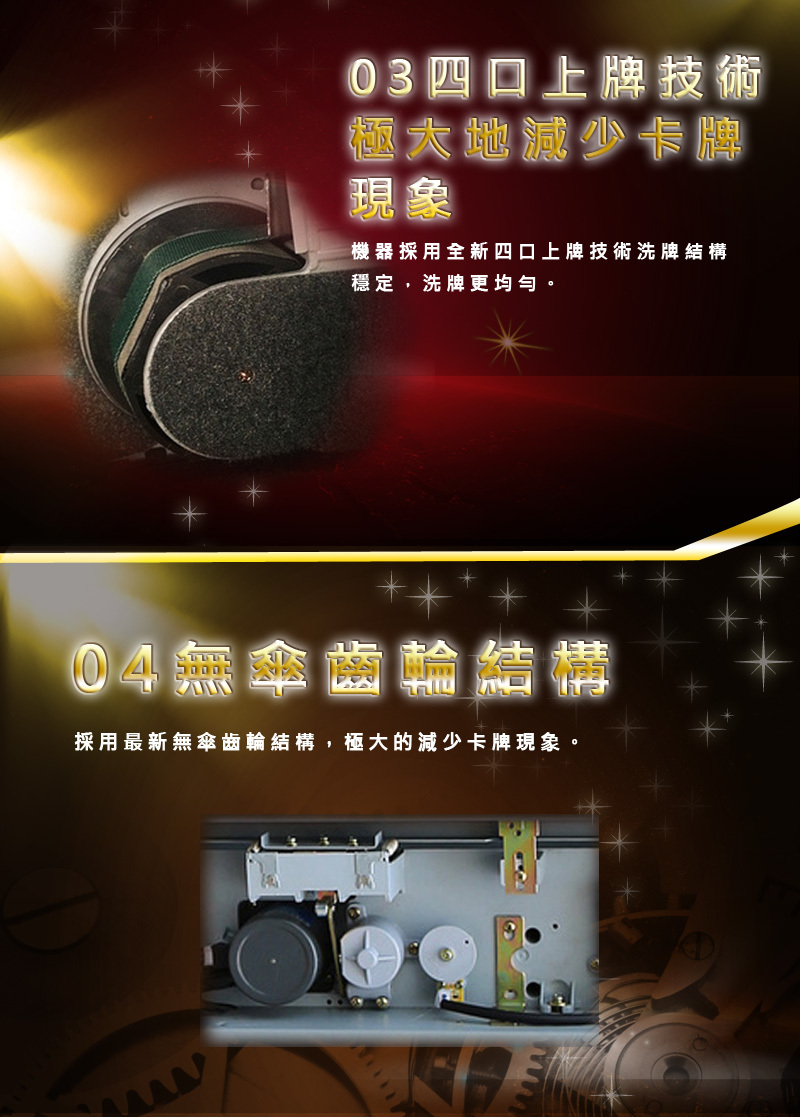 03四口上牌技術
極大地減少卡牌
現象
機器採用全新四口上牌技術洗牌結構
穩定，洗牌更均勻。
04無傘齒輪結構
採用最新無傘齒輪結構，極大的減少卡牌現象。